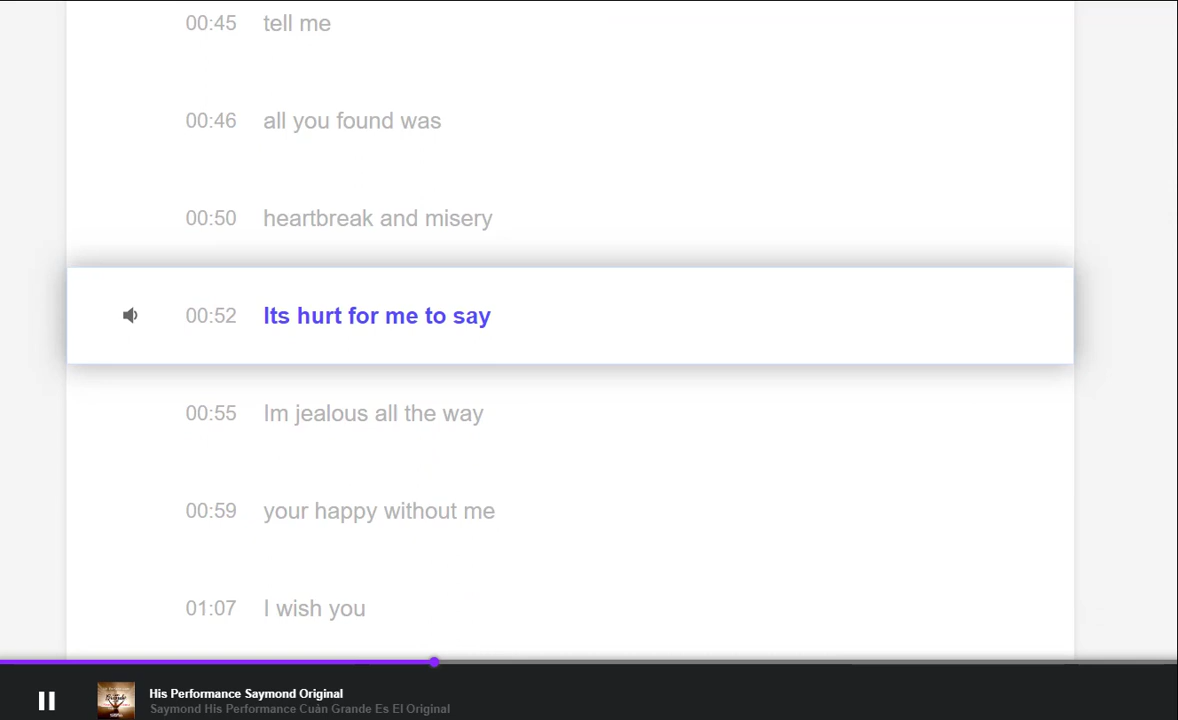 00:45 tell me
00:46 all you found was
00:50 heartbreak and misery
00:52 Its hurt for me to say
00:55 Im jealous all the way
00:59 your happy without me
01:07 I wish you
His Performance Saymond Original
Saymond His Performance Cuán Grande Es El Original